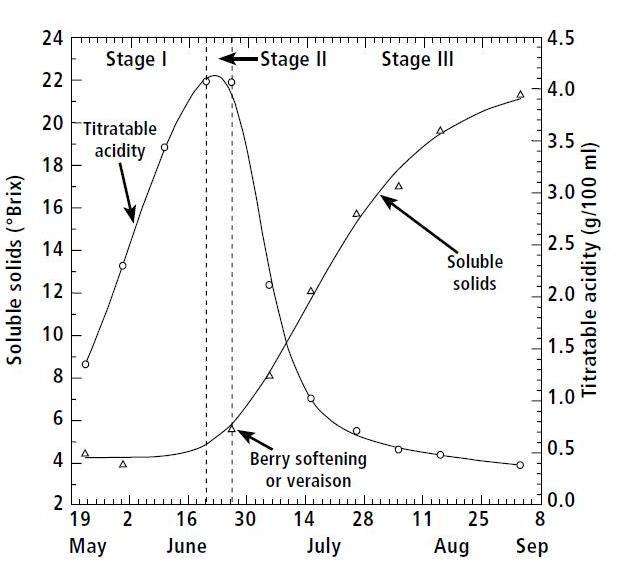 Stage I
Stage II
Stage III
Titratable
acidity
Soluble
solids
Berry softening
or veraison
Soluble solids (°Brix)
24
22
20
18
16
14
12
10
8
6
4
2
4.5
4.0
3.5
3.0
2.5
2.0
1.5
1.0
0.5
0.0
Titratable acidity (g/100 ml)
19 2 16 30 14 28 11 25 8
May June July Aug Sep